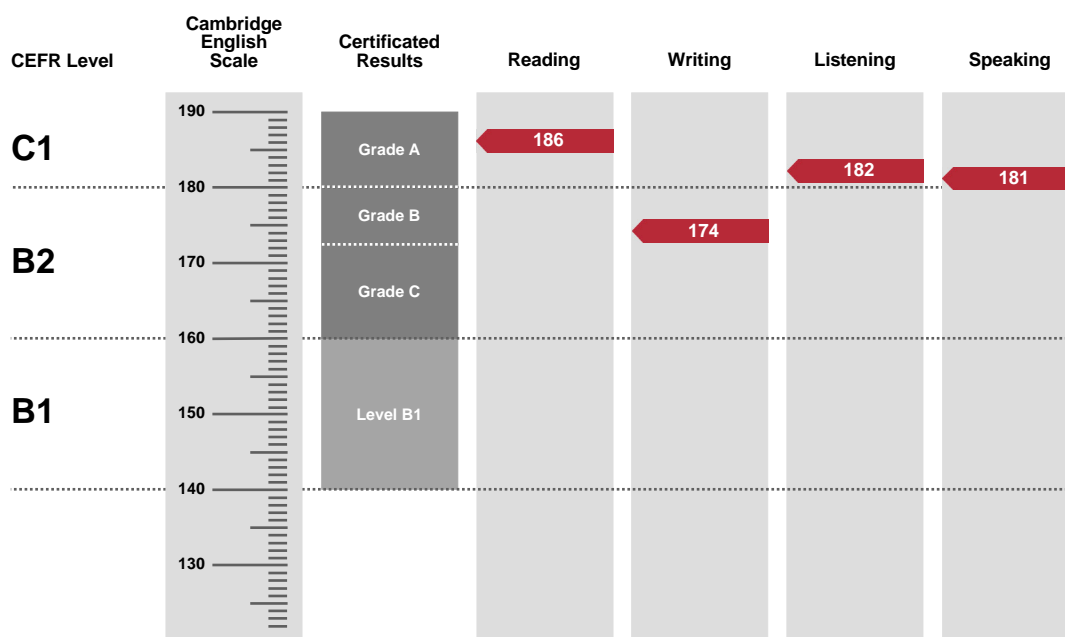 CEFR Level
Cambridge
English
Scale
Certificated
Results
Reading
Writing
Listening
Speaking
C1
B2
B1
190
180
170
160
150
140
130
Grade A
Grade B
Grade C
Level B1
186
174
182
181